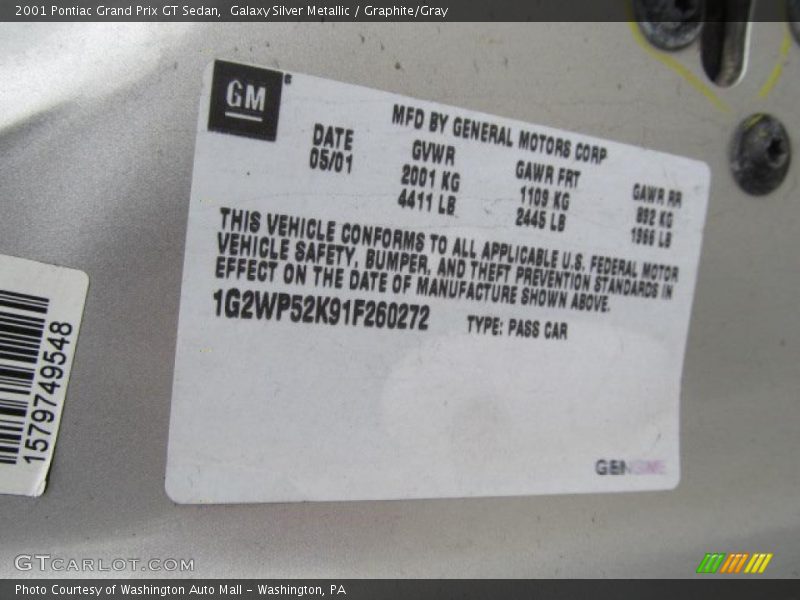 2001 Pontiac Grand Prix GT Sedan, Galaxy Silver Metallic / Graphite/Gray
GM
MFD BY GENERAL MOTORS CORP
DATE GVWR GAWR FRT GAWR RR
05/01 2001 KG 1109 KG 892 KG
4411 LB 2445 LB 1966 LB
THIS VEHICLE CONFORMS TO ALL APPLICABLE U.S. FEDERAL MOTOR
VEHICLE SAFETY, BUMPER, AND THEFT PREVENTION STANDARDS IN
EFFECT ON THE DATE OF MANUFACTURE SHOWN ABOVE.
1G2WP52K91F260272 TYPE: PASS CAR
1579749548
GTCARLOT.COM
Photo Courtesy of Washington Auto Mall - Washington, PA